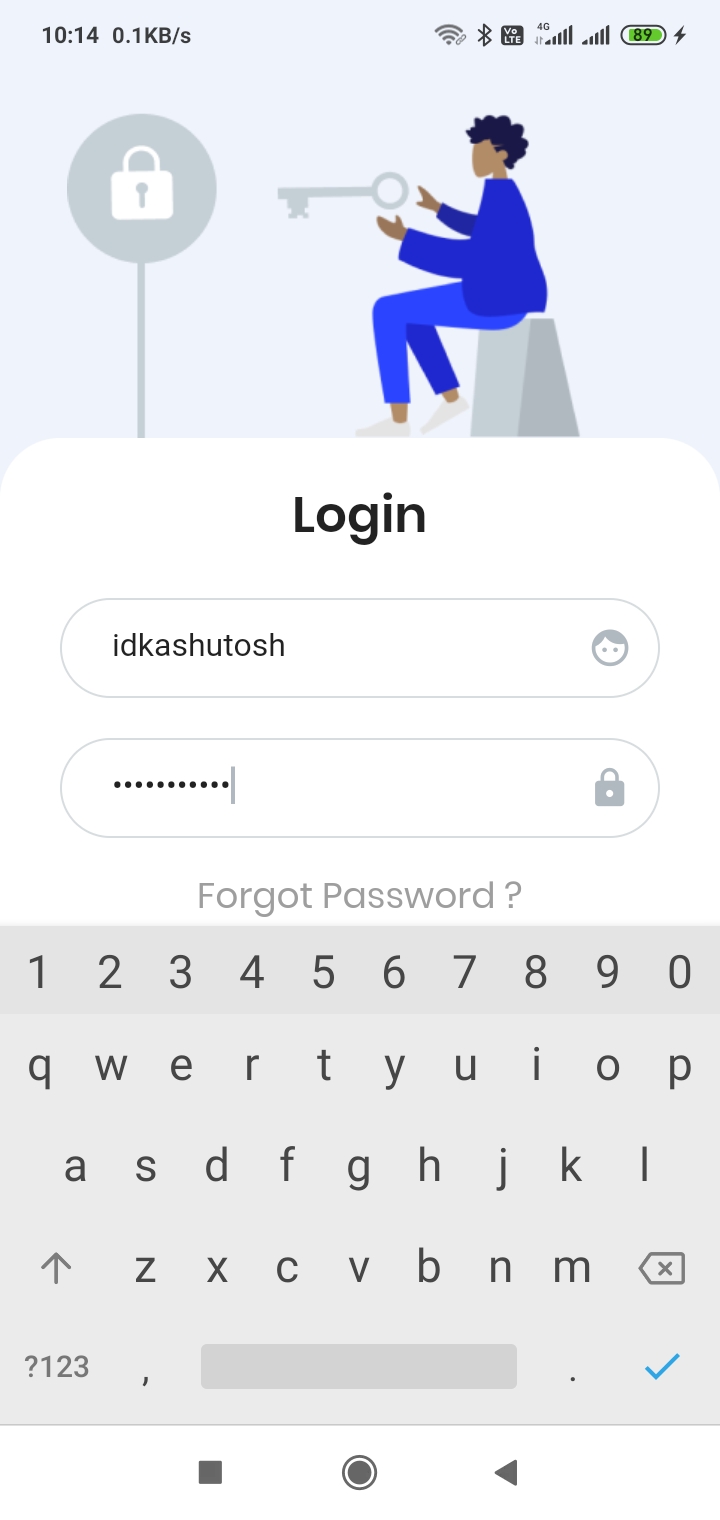 10:14 0.1KB/s Vo LTE 4G 89
Login
idkashutosh
•••••••••••
Forgot Password ?
1 2 3 4 5 6 7 8 9 0
q w e r t y u i o p
a s d f g h j k l
z x c v b n m
?123 , .